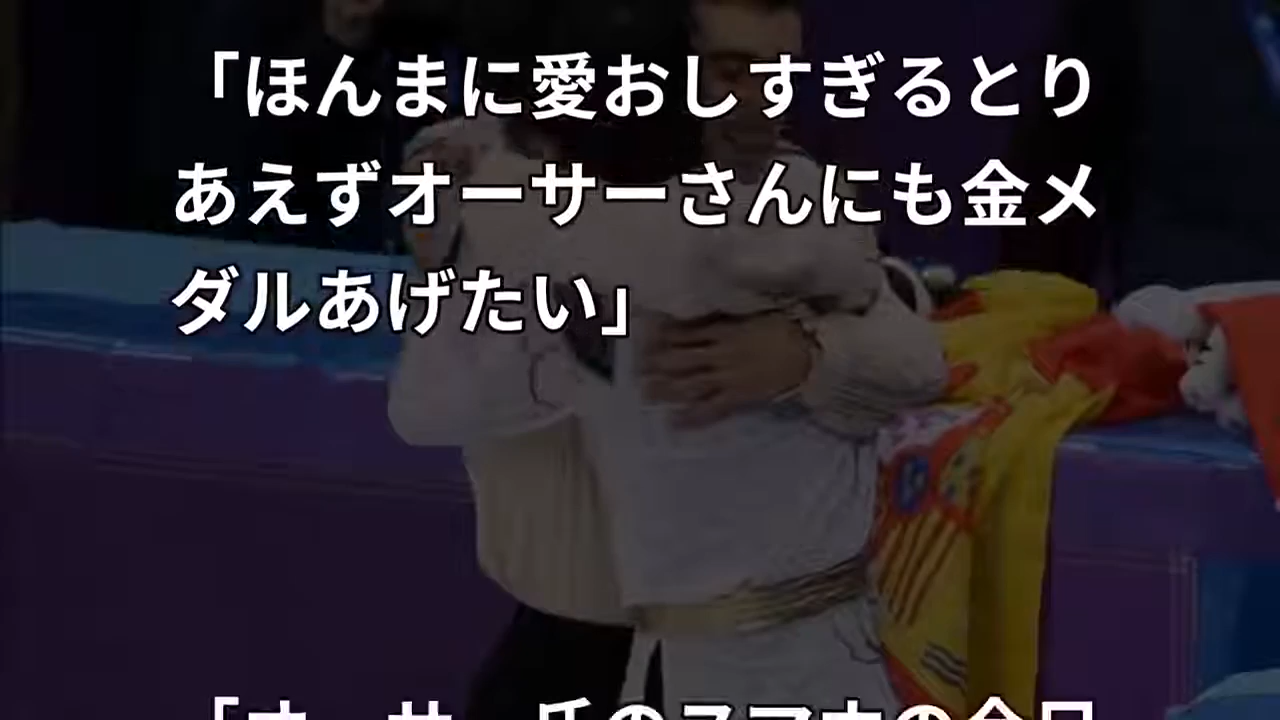 「ほんまに愛おしすぎるとり
あえずオーサーさんにも金メ
ダルあげたい」